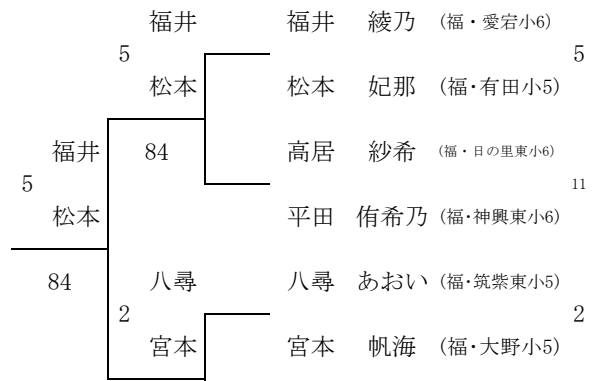 福井 福井 綾乃 (福・愛宕小6)
5 5
松本 松本 妃那 (福・有田小5)
福井 84 高居 紗希 (福・日の里東小6)
5 11
松本 平田 侑希乃 (福・神興東小6)
84 八尋 八尋 あおい (福・筑紫東小5)
2 2
宮本 宮本 帆海 (福・大野小5)